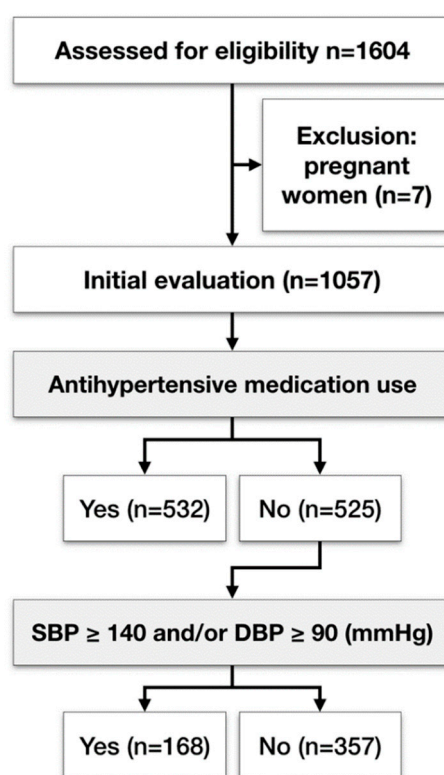 Assessed for eligibility n=1604
Exclusion:
pregnant
women (n=7)
Initial evaluation (n=1057)
Antihypertensive medication use
Yes (n=532)
No (n=525)
SBP ≥ 140 and/or DBP ≥ 90 (mmHg)
Yes (n=168)
No (n=357)